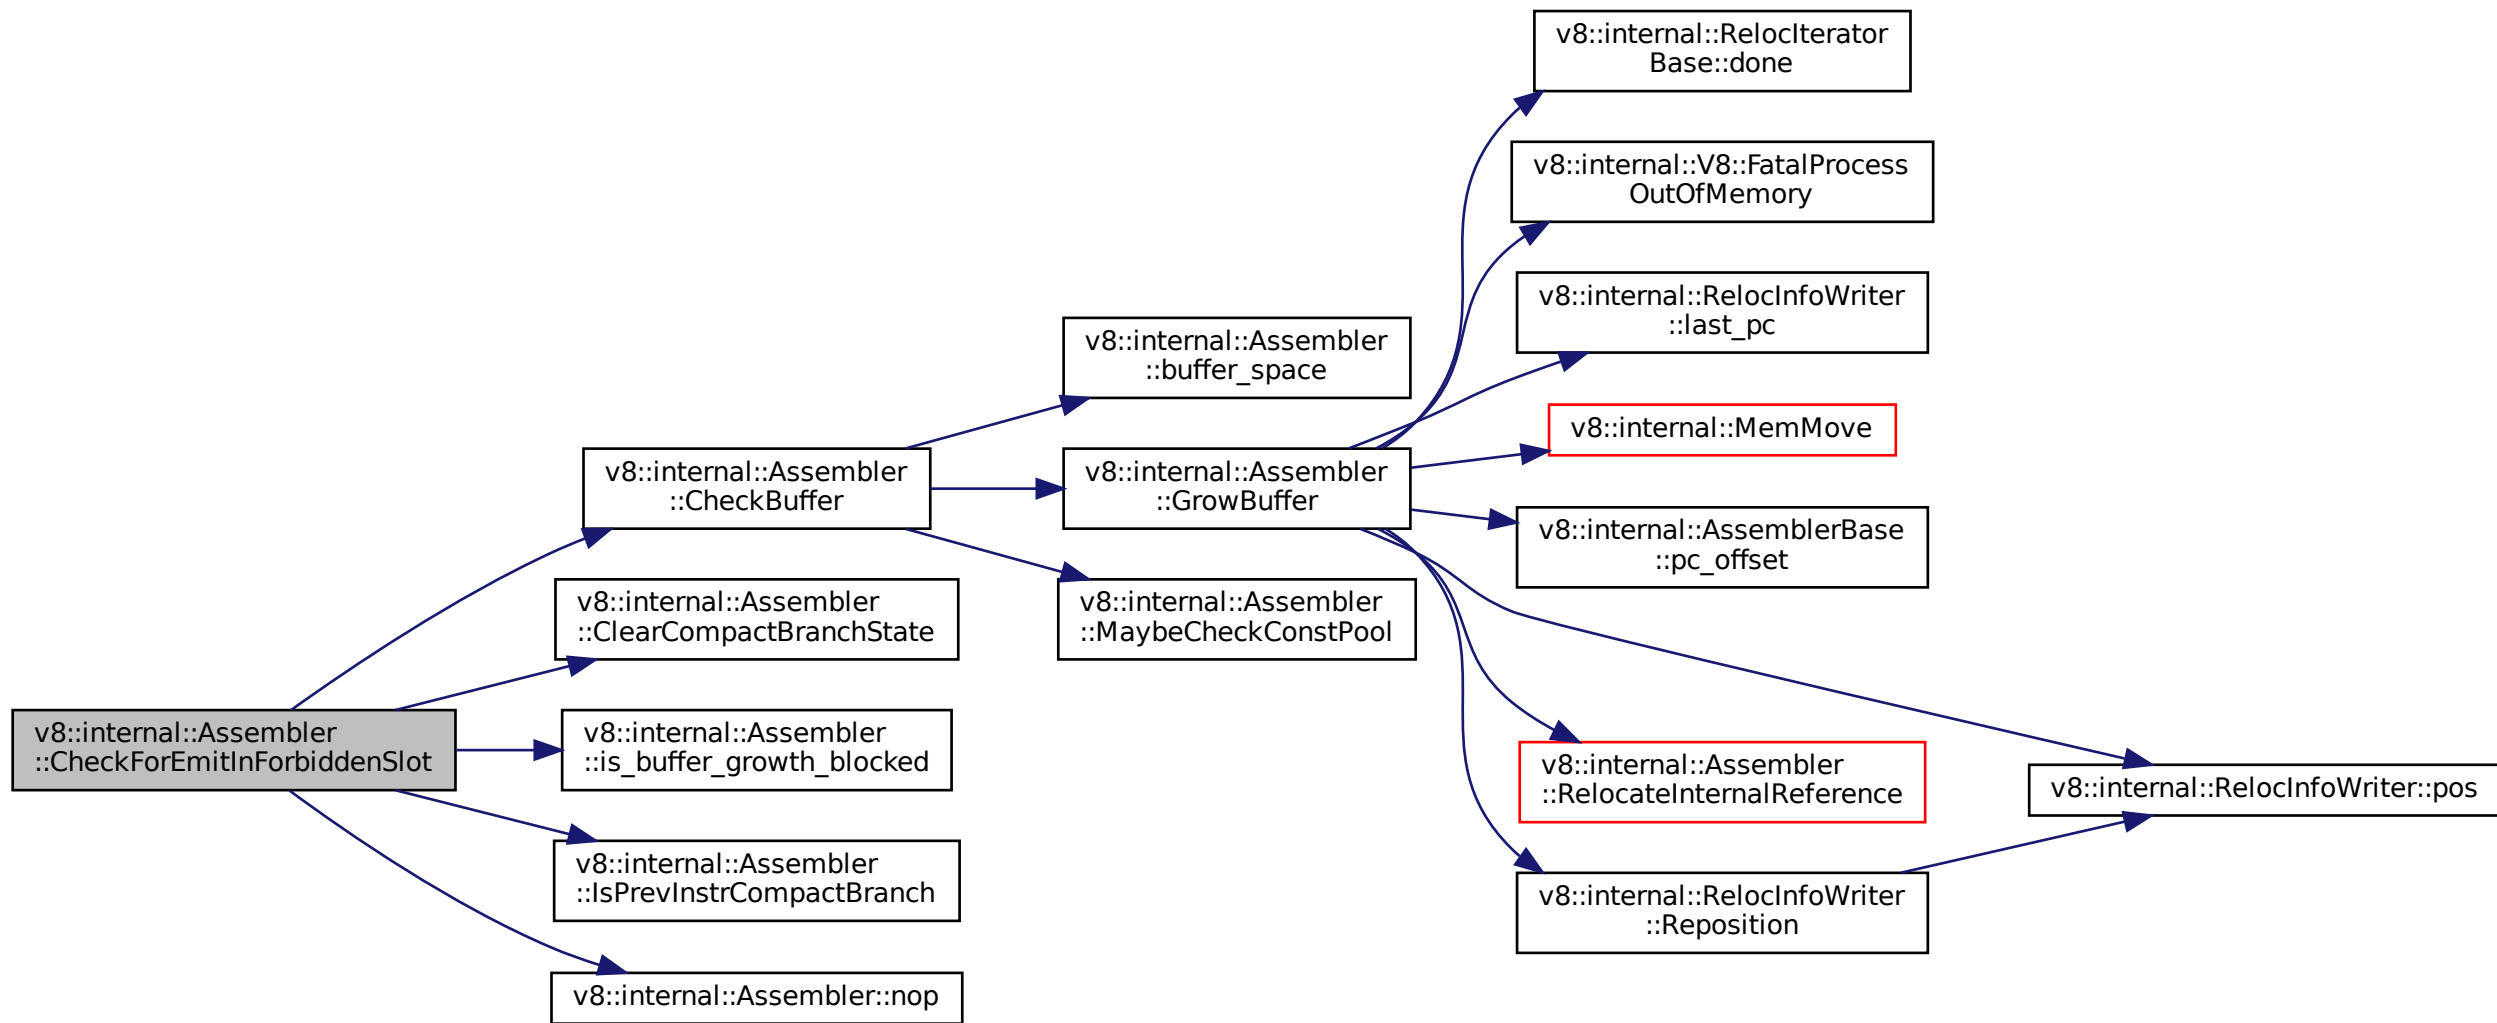 v8::internal::RelocIterator
Base::done
v8::internal::V8::FatalProcess
OutOfMemory
v8::internal::RelocInfoWriter
::last_pc
v8::internal::Assembler
::buffer_space
v8::internal::MemMove
v8::internal::Assembler
::CheckBuffer
v8::internal::Assembler
::GrowBuffer
v8::internal::AssemblerBase
::pc_offset
v8::internal::Assembler
::ClearCompactBranchState
v8::internal::Assembler
::MaybeCheckConstPool
v8::internal::Assembler
::CheckForEmitInForbiddenSlot
v8::internal::Assembler
::is_buffer_growth_blocked
v8::internal::Assembler
::RelocateInternalReference
v8::internal::RelocInfoWriter::pos
v8::internal::Assembler
::IsPrevInstrCompactBranch
v8::internal::RelocInfoWriter
::Reposition
v8::internal::Assembler::nop